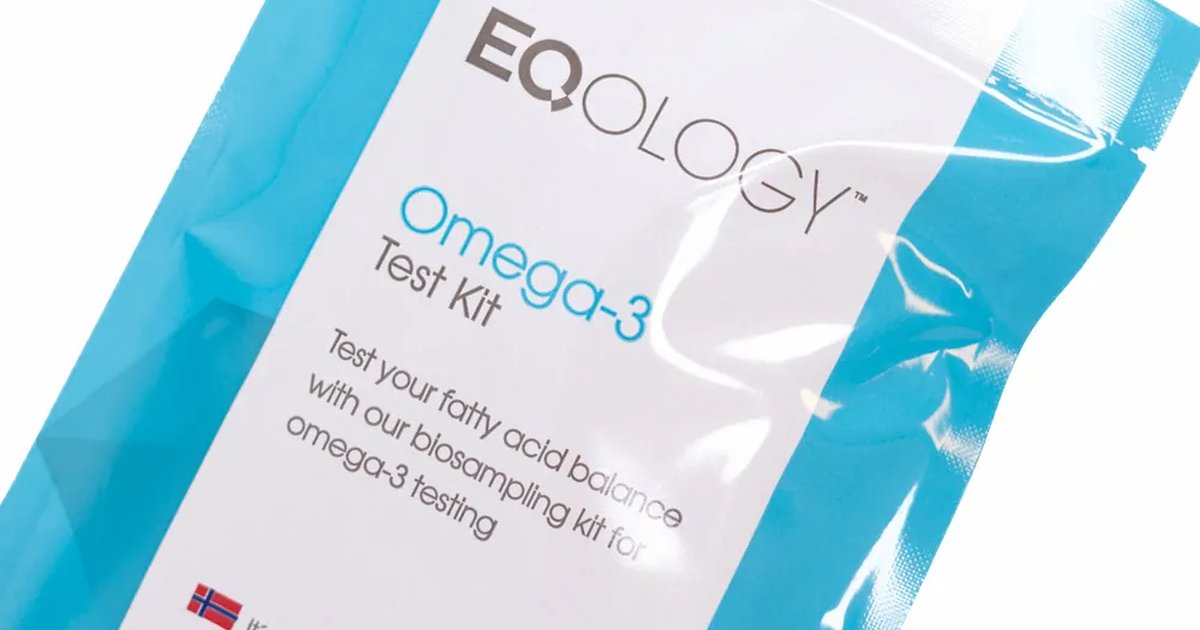 EQOLOGY™
Omega-3
Test Kit
Test your fatty acid balance
with our biosampling kit for
omega-3 testing